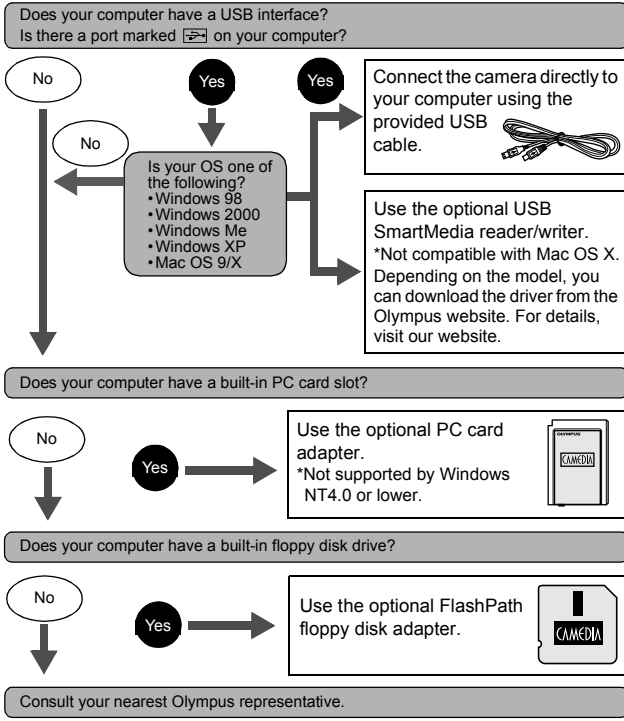 Does your computer have a USB interface?
Is there a port marked on your computer?
No
Yes
Yes
Connect the camera directly to
your computer using the
provided USB
cable.
No
Is your OS one of
the following?
•Windows 98
•Windows 2000
•Windows Me
•Windows XP
•Mac OS 9/X
Use the optional USB
SmartMedia reader/writer.
*Not compatible with Mac OS X.
Depending on the model, you
can download the driver from the
Olympus website. For details,
visit our website.
Does your computer have a built-in PC card slot?
No
Yes
Use the optional PC card
adapter.
*Not supported by Windows
NT4.0 or lower.
OLYMPUS
CAMEDIA
Does your computer have a built-in floppy disk drive?
No
Yes
Use the optional FlashPath
floppy disk adapter.
CAMEDIA
Consult your nearest Olympus representative.